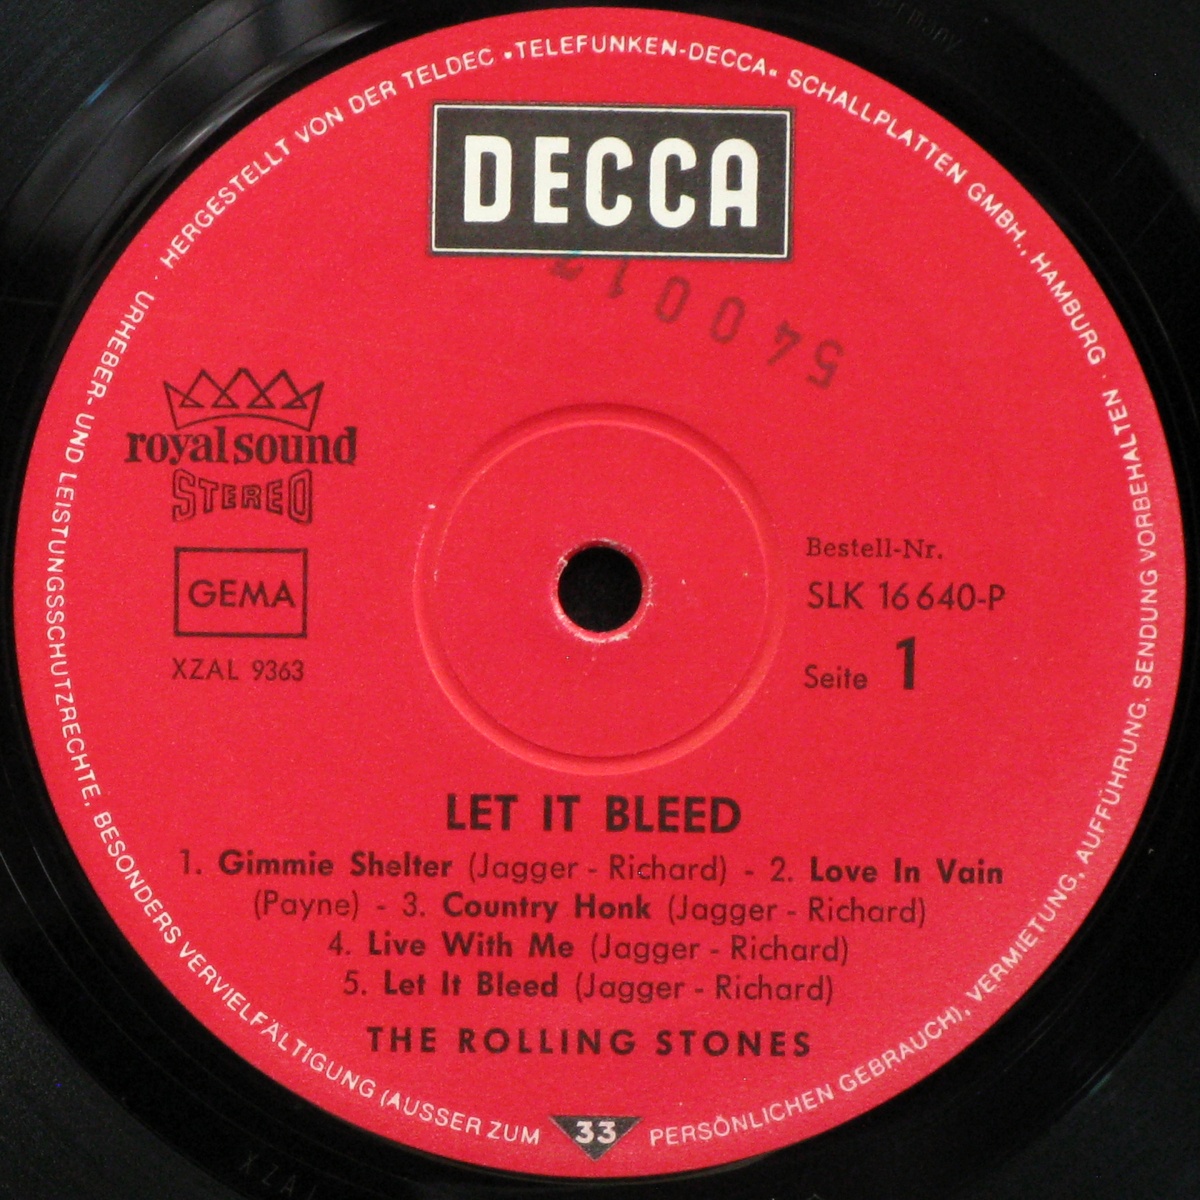 HERGESTELLT VON DER TELDEC „TELEFUNKEN-DECCA“ SCHALLPLATTEN GMBH., HAMBURG · ALLE URHEBER- UND LEISTUNGSSCHUTZRECHTE, BESONDERS VERVIELFÄLTIGUNG (AUSSER ZUM PERSÖNLICHEN GEBRAUCH), VERMIETUNG, AUFFÜHRUNG, SENDUNG VORBEHALTEN
DECCA
54001
royal sound
STEREO
GEMA
XZAL 9363
Bestell-Nr.
SLK 16 640-P
Seite 1
LET IT BLEED
1. Gimmie Shelter (Jagger - Richard) - 2. Love In Vain
(Payne) - 3. Country Honk (Jagger - Richard)
4. Live With Me (Jagger - Richard)
5. Let It Bleed (Jagger - Richard)
THE ROLLING STONES
33